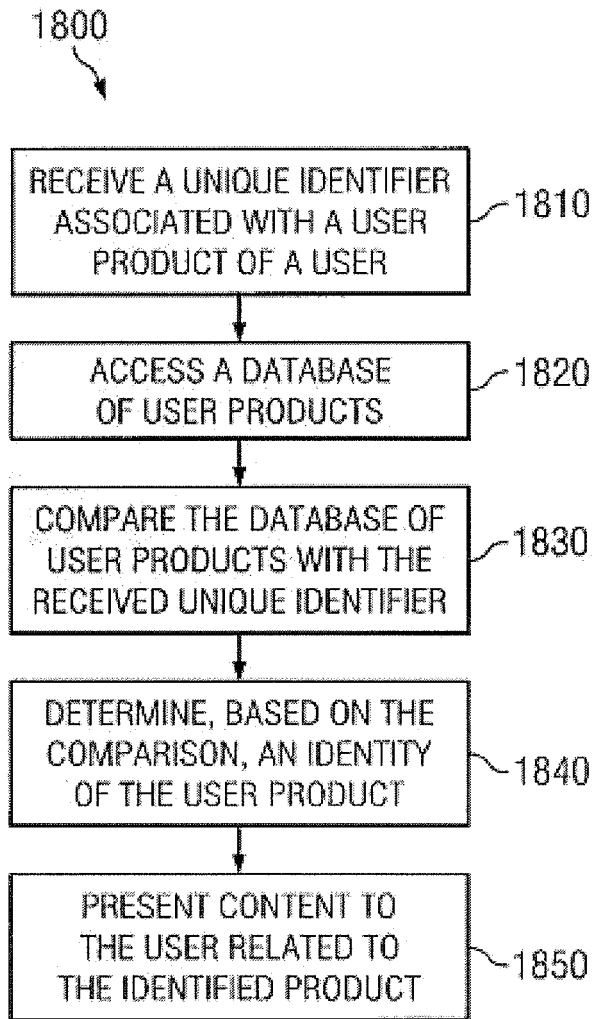 1800
RECEIVE A UNIQUE IDENTIFIER
ASSOCIATED WITH A USER
PRODUCT OF A USER
1810
ACCESS A DATABASE
OF USER PRODUCTS
1820
COMPARE THE DATABASE OF
USER PRODUCTS WITH THE
RECEIVED UNIQUE IDENTIFIER
1830
DETERMINE, BASED ON THE
COMPARISON, AN IDENTITY
OF THE USER PRODUCT
1840
PRESENT CONTENT TO
THE USER RELATED TO
THE IDENTIFIED PRODUCT
1850